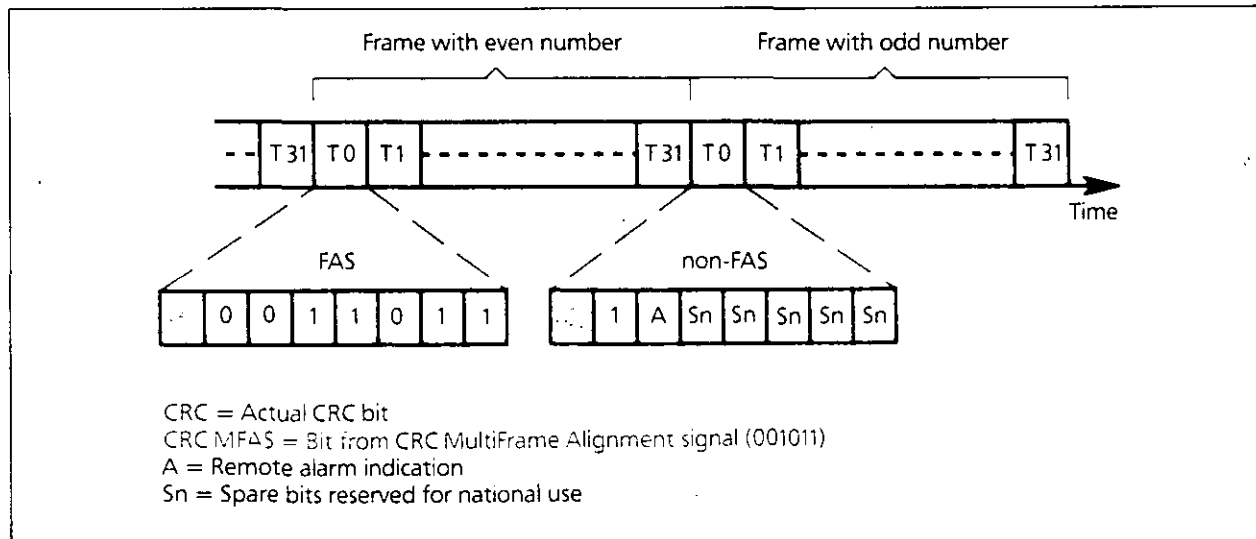 Frame with even number Frame with odd number
T31 T0 T1 T31 T0 T1 T31
Time
FAS non-FAS
0 0 1 1 0 1 1 1 A Sn Sn Sn Sn Sn
CRC = Actual CRC bit
CRC MFAS = Bit from CRC MultiFrame Alignment signal (001011)
A = Remote alarm indication
Sn = Spare bits reserved for national use